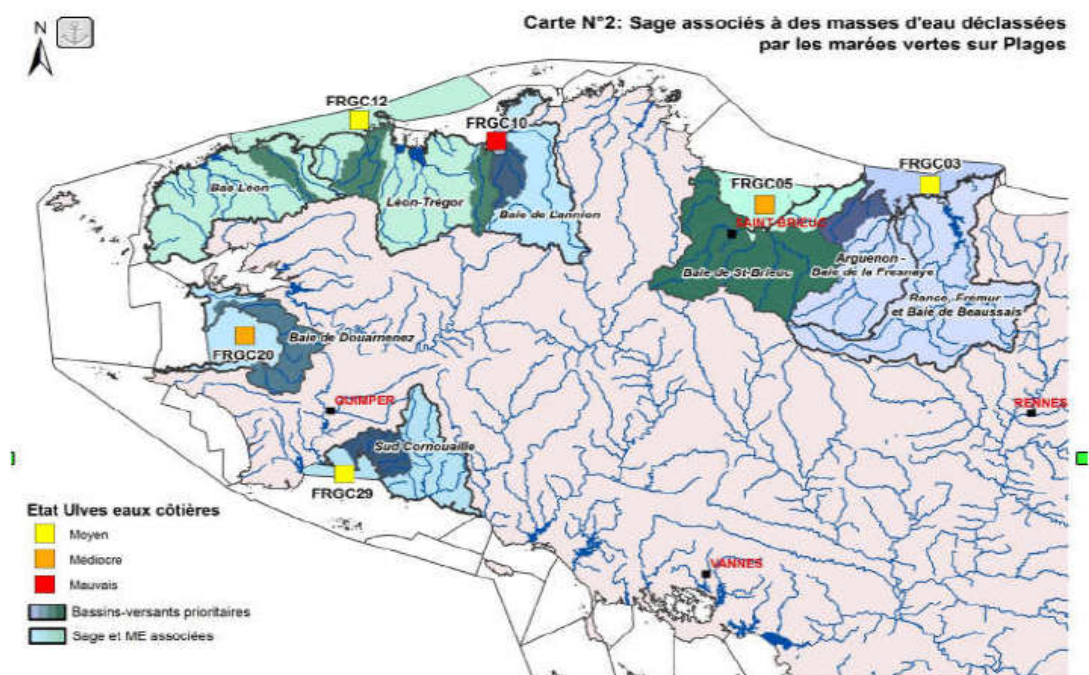 Carte N°2: Sage associés à des masses d'eau déclassées
par les marées vertes sur Plages
N
FRGC12
FRGC10
FRGC03
FRGC05
Bas Léon
Léon-Trégor
Baie de Lannion
SAINT-BRIEUC
Baie de St-Brieuc
Arguenon -
Baie de la Fresnaye
Rance, Frémur
et Baie de Beaussais
Baie de Douarnenez
FRGC20
QUIMPER
RENNES
Sud Cornouaille
FRGC29
Etat Ulves eaux côtières
Moyen
Médiocre
Mauvais
VANNES
Bassins-versants prioritaires
Sage et ME associées